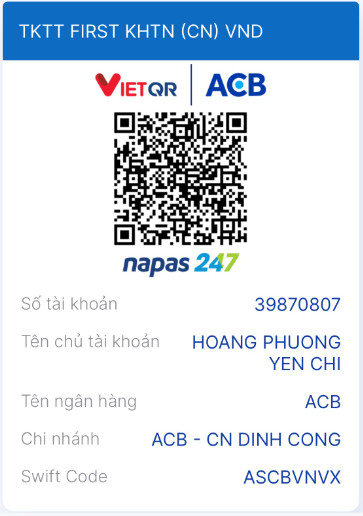 TKTT FIRST KHTN (CN) VND
VIETQR ACB
napas 247
Số tài khoản 39870807
Tên chủ tài khoản HOANG PHUONG
YEN CHI
Tên ngân hàng ACB
Chi nhánh ACB - CN DINH CONG
Swift Code ASCBVNVX